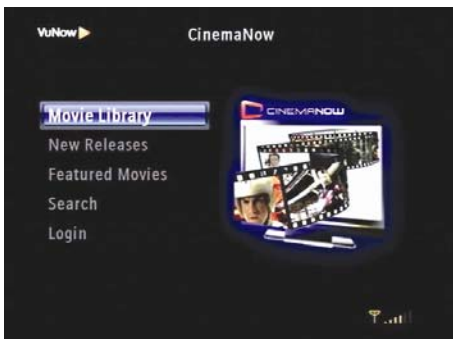 VuNow
CinemaNow
Movie Library
CINEMANOW
New Releases
Featured Movies
Search
Login